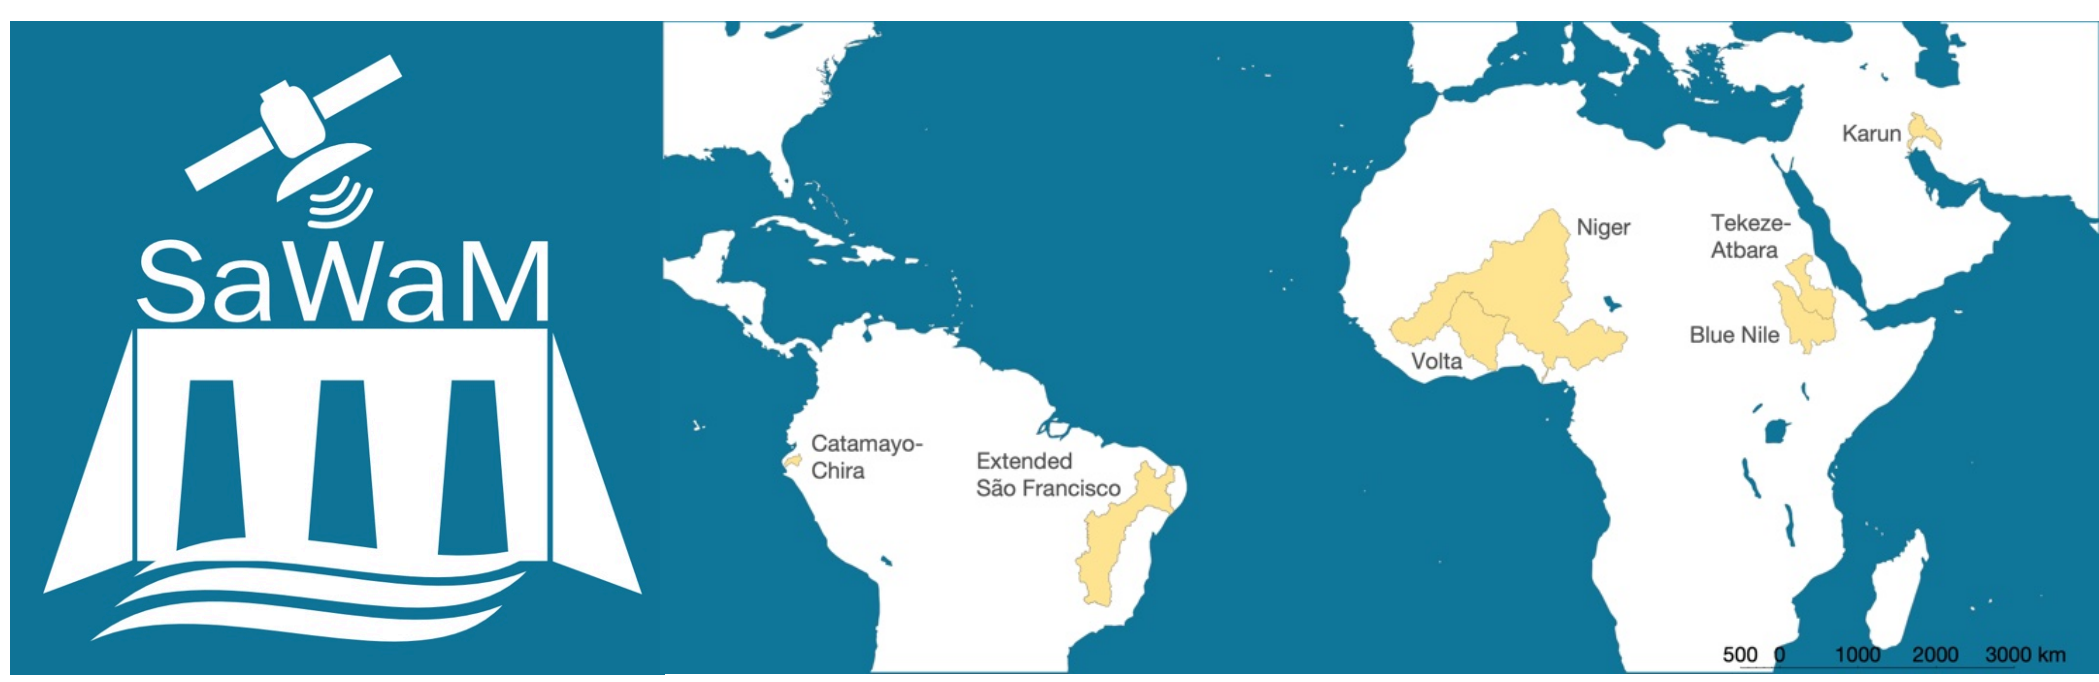 SaWaM
Karun
Niger
Tekeze-
Atbara
Blue Nile
Volta
Catamayo-
Chira
Extended
São Francisco
500 0 1000 2000 3000 km